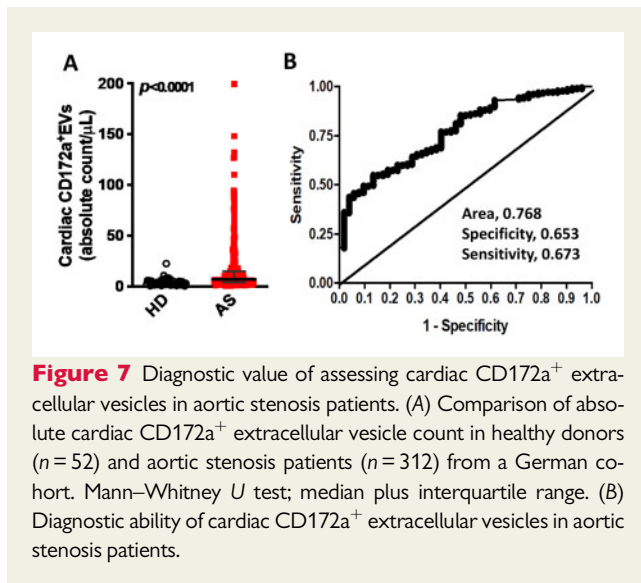 A
B
p<0.0001
200
150
100
50
0
Cardiac CD172a⁺EVs
(absolute count/µL)
HD
AS
1.00
0.75
0.50
0.25
0.00
Sensitivity
Area, 0.768
Specificity, 0.653
Sensitivity, 0.673
0.0 0.1 0.2 0.3 0.4 0.5 0.6 0.7 0.8 0.9 1.0
1 - Specificity
Figure 7 Diagnostic value of assessing cardiac CD172a⁺ extra-
cellular vesicles in aortic stenosis patients. (A) Comparison of abso-
lute cardiac CD172a⁺ extracellular vesicle count in healthy donors
(n = 52) and aortic stenosis patients (n = 312) from a German co-
hort. Mann–Whitney U test; median plus interquartile range. (B)
Diagnostic ability of cardiac CD172a⁺ extracellular vesicles in aortic
stenosis patients.